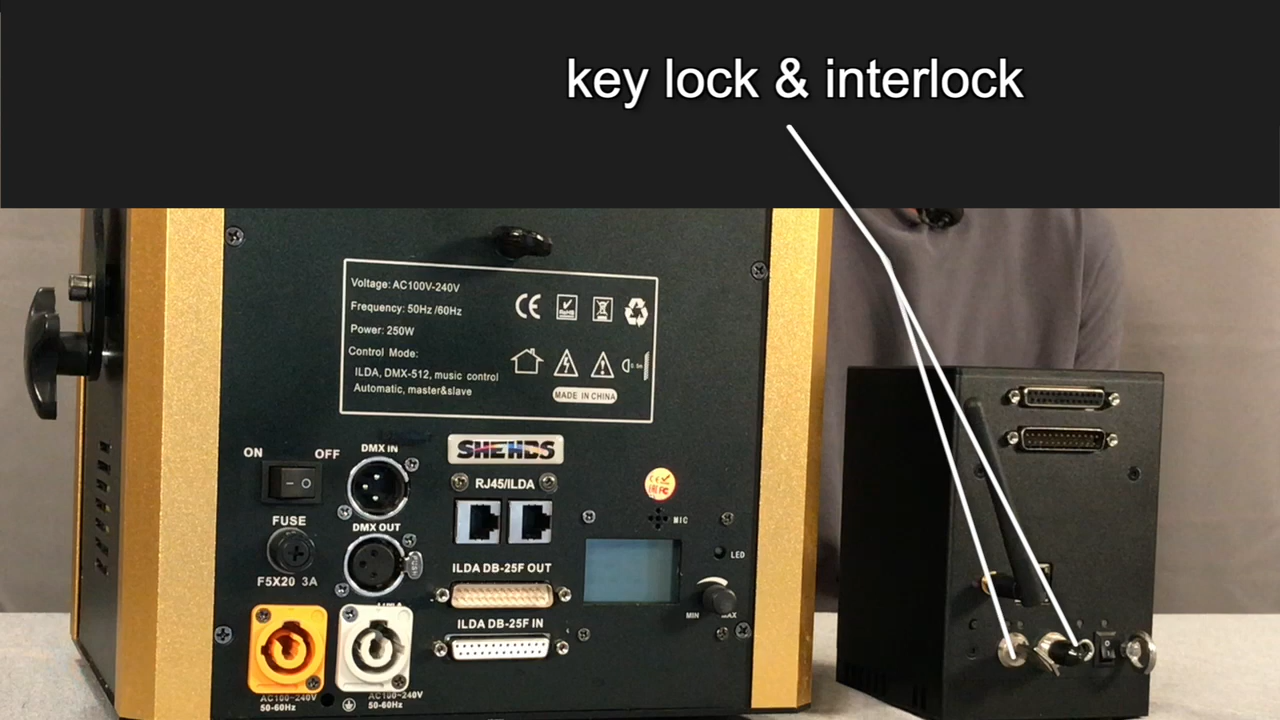 key lock & interlock
Voltage: AC100V-240V
Frequency: 50Hz /60Hz
Power: 250W
Control Mode:
ILDA, DMX-512, music control
Automatic, master&slave
CE
MADE IN CHINA
ON
OFF
DMX IN
SHEHDS
RJ45/ILDA
MIC
FUSE
DMX OUT
LED
F5X20 3A
ILDA DB-25F OUT
MIN
MAX
ILDA DB-25F IN
AC100~240V
50-60Hz
AC100~240V
50-60Hz